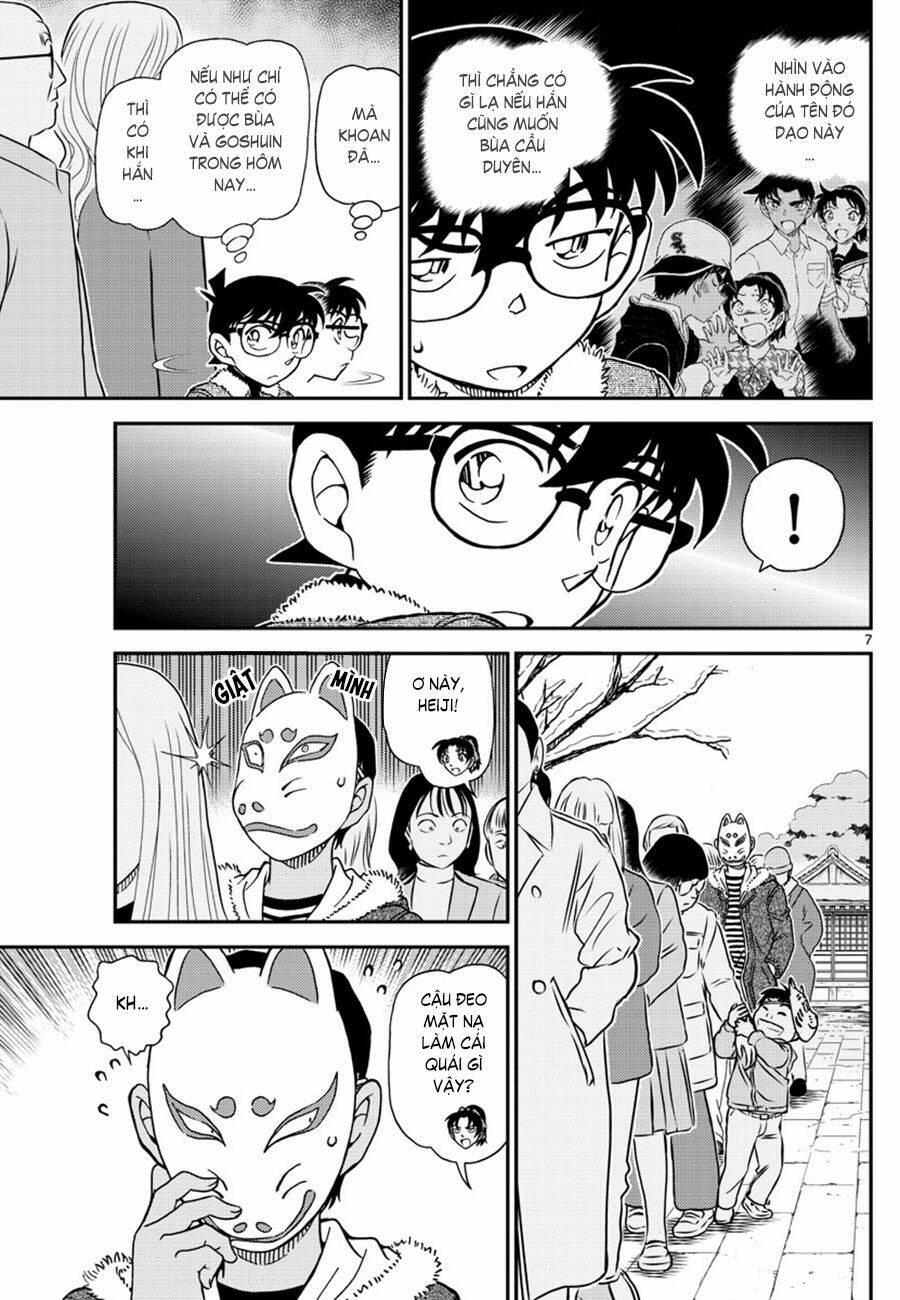 NHÌN VÀO
HÀNH ĐỘNG
CỦA TÊN ĐÓ
DẠO NÀY
...
THÌ CHẲNG CÓ
GÌ LẠ NẾU HẮN
CŨNG MUỐN
BÙA CẦU
DUYÊN...
MÀ
KHOAN
ĐÃ...
NẾU NHƯ CHỈ
CÓ THỂ CÓ
ĐƯỢC BÙA
VÀ GOSHUIN
TRONG HÔM
NAY...
THÌ
CÓ KHI
HẮN
...
!
7
Ơ NÀY,
HEIJI!
GIẬT
MÌNH
CẬU ĐEO
MẶT NẠ
LÀM CÁI
QUÁI GÌ
VẬY?
KH...